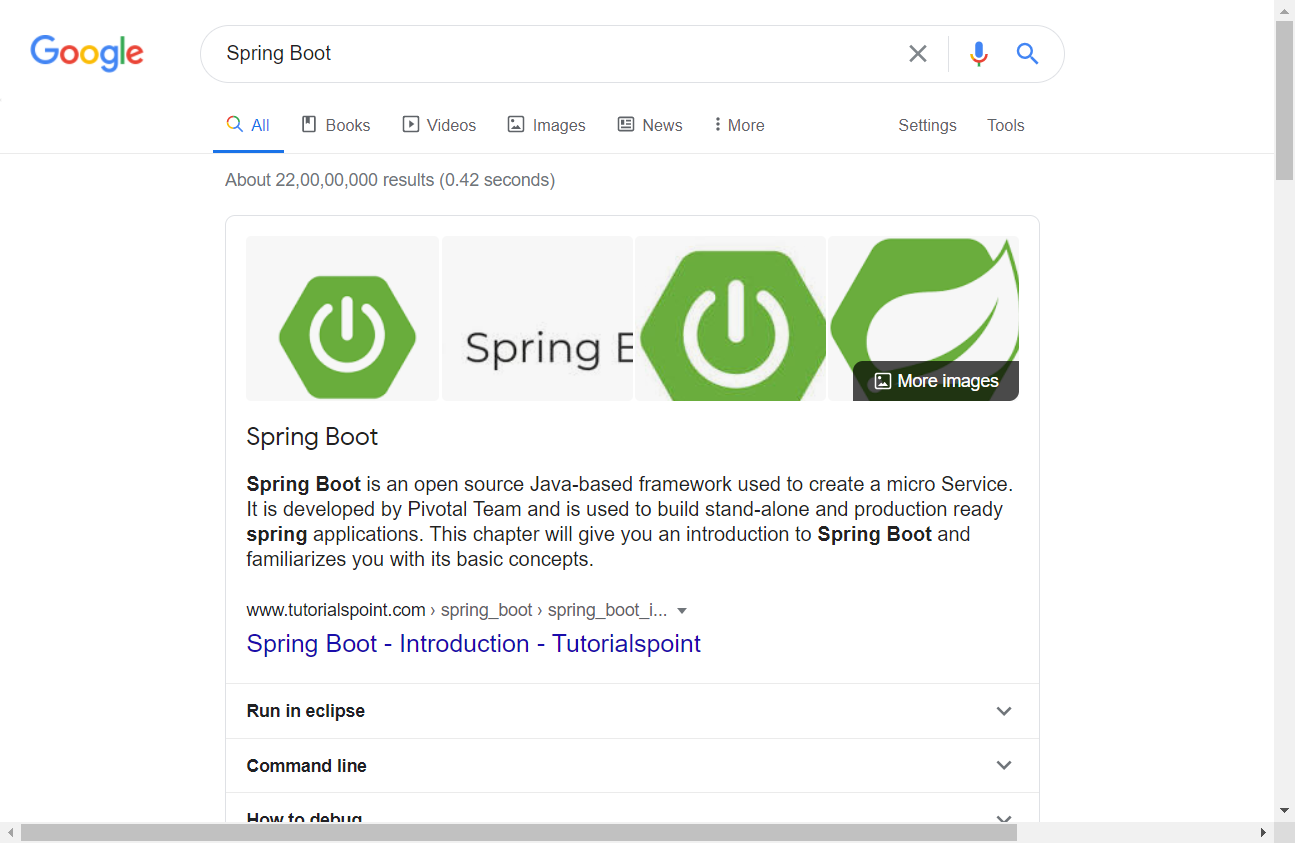 Google
Spring Boot
All Books Videos Images News More Settings Tools
About 22,00,00,000 results (0.42 seconds)
Spring
More images
Spring Boot
Spring Boot is an open source Java-based framework used to create a micro Service.
It is developed by Pivotal Team and is used to build stand-alone and production ready
spring applications. This chapter will give you an introduction to Spring Boot and
familiarizes you with its basic concepts.
www.tutorialspoint.com › spring_boot › spring_boot_i...
Spring Boot - Introduction - Tutorialspoint
Run in eclipse
Command line
How to debug